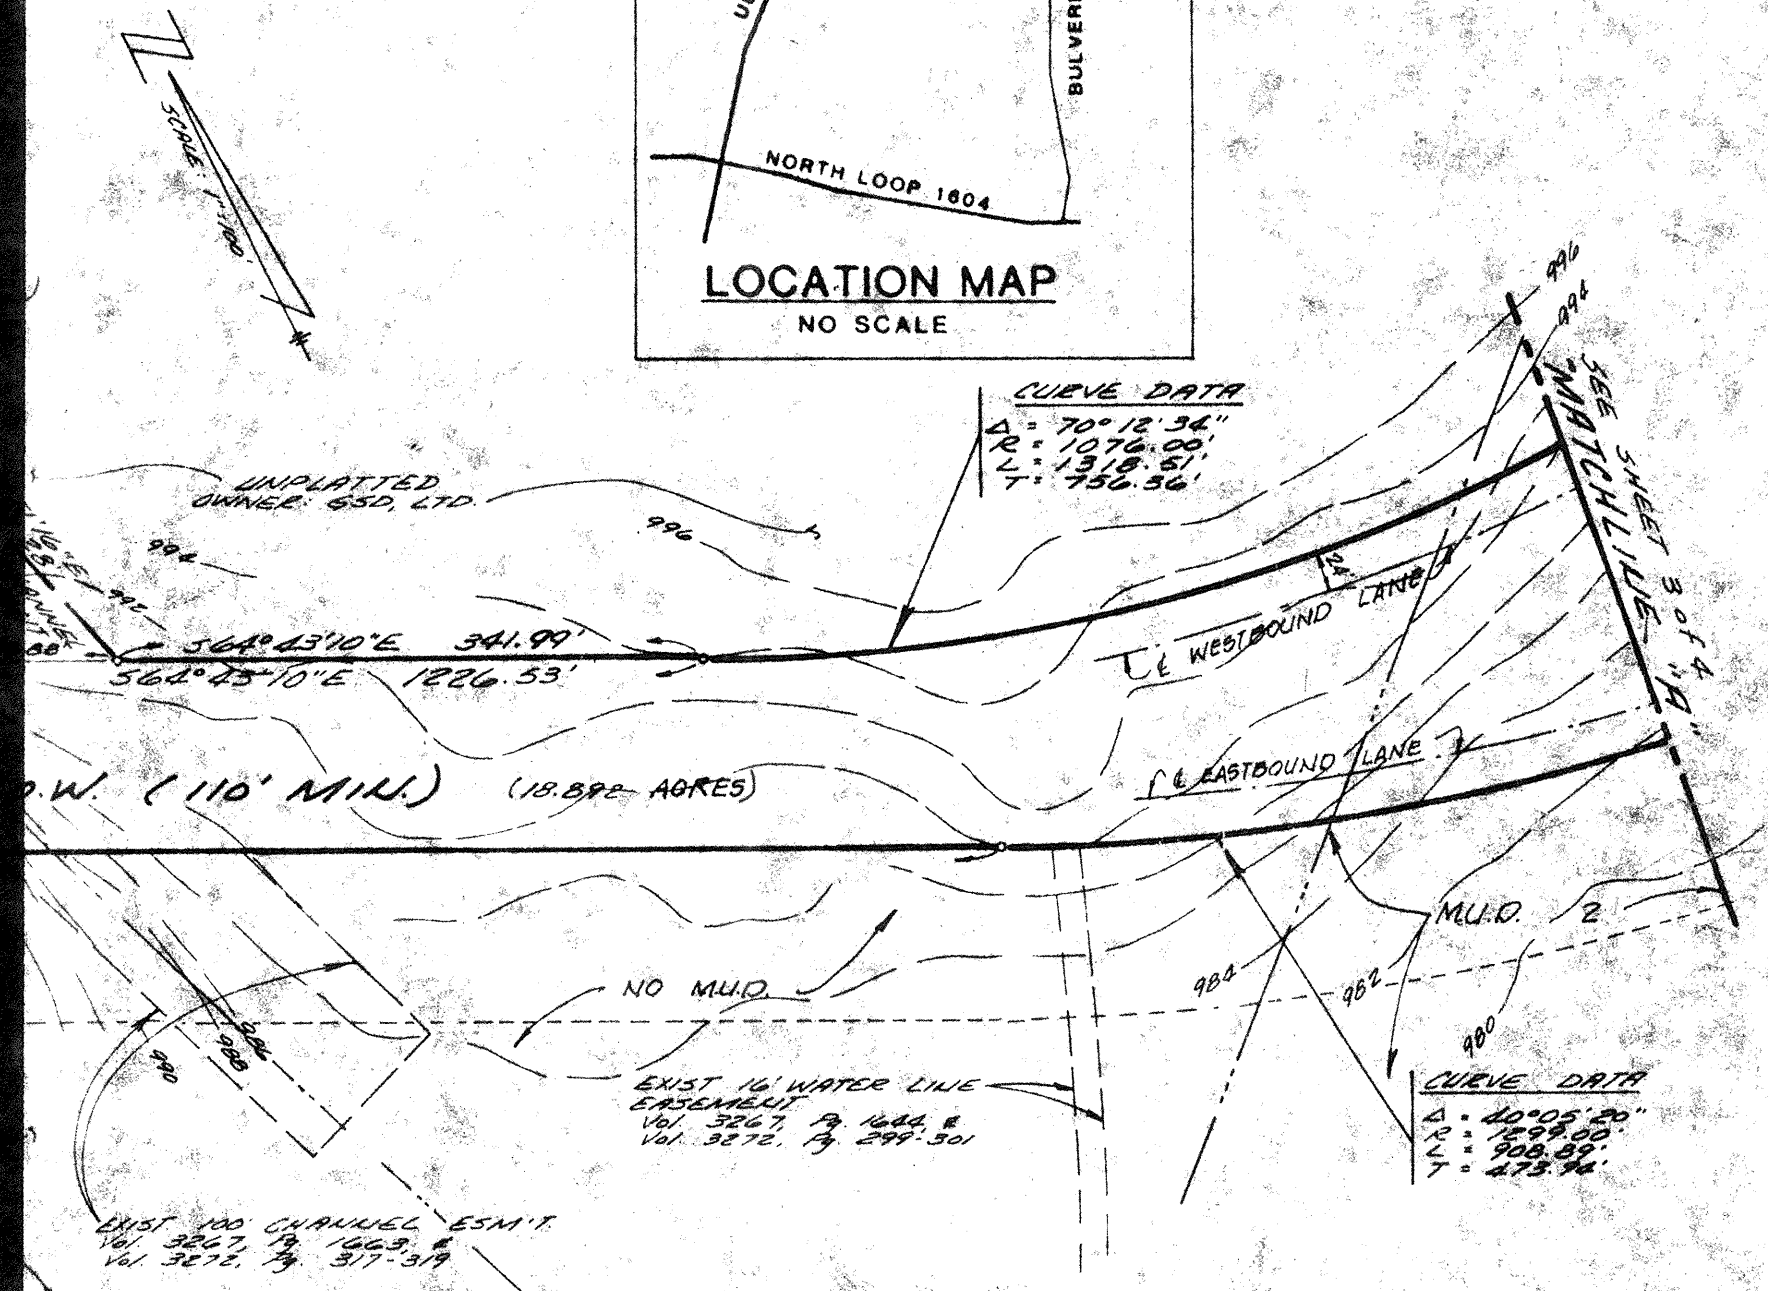 SCALE: 1"=100'
NORTH LOOP 1604
LOCATION MAP
NO SCALE
996
994
SEE SHEET 3 of 4
"MATCHLINE "A"
CURVE DATA
Δ = 70° 12' 34"
R = 1076.00'
L = 1318.51'
T = 756.36'
UNPLATTED
OWNER: GSD, LTD.
996
994
992
24'
℄ WESTBOUND LANE
S64°43'10"E 341.99'
S64°43'10"E 1226.53'
℄ EASTBOUND LANE
O.W. (110' MIN.) (18.892 ACRES)
M.U.D. 2
NO M.U.D.
984
982
980
990
988
986
EXIST 16' WATER LINE
EASEMENT
Vol. 3267, Pg. 1644 &
Vol. 3272, Pg. 299-301
CURVE DATA
Δ = 40°05'20"
R = 1299.00'
L = 908.89'
T = 473.94'
EXIST 100' CHANNEL ESM'T.
Vol. 3267, Pg. 1663 &
Vol. 3272, Pg. 317-319